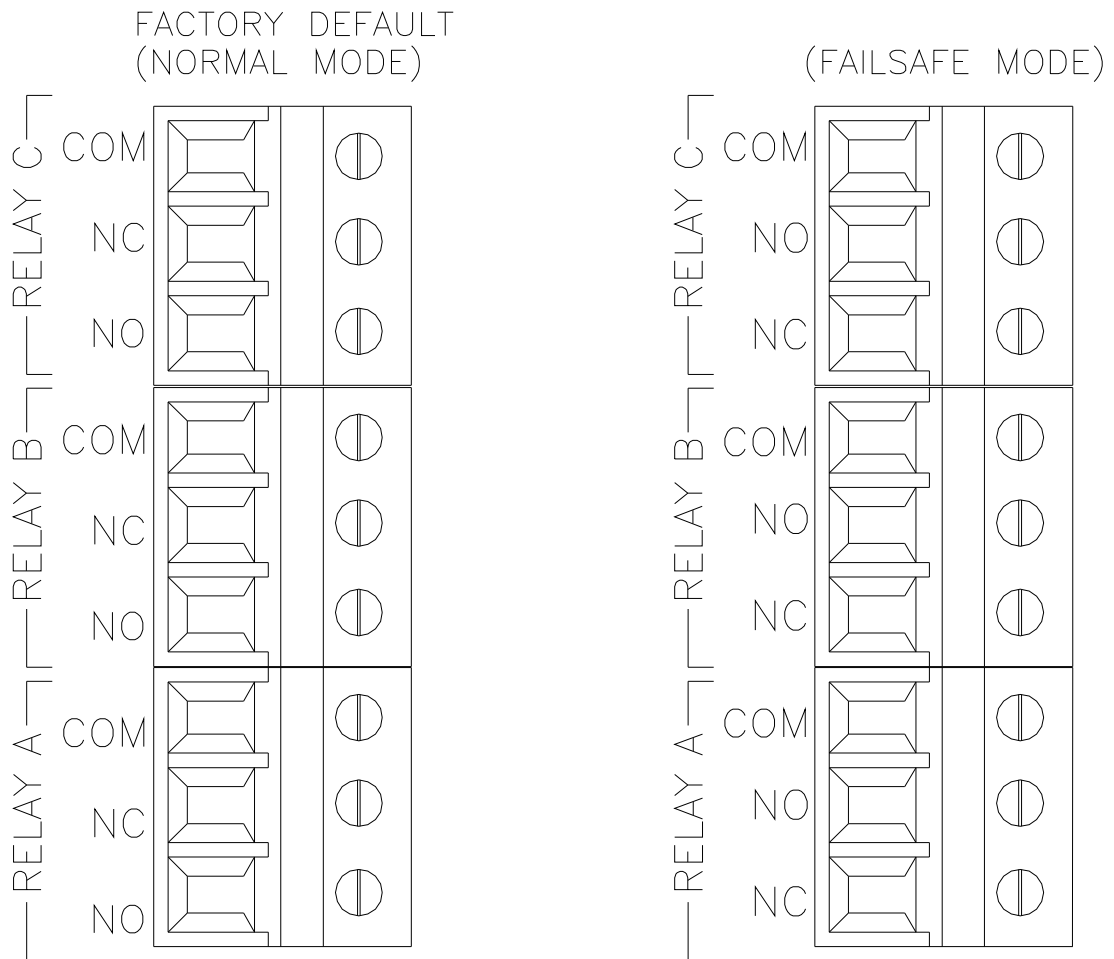 FACTORY DEFAULT
(NORMAL MODE)
RELAY C
COM
NC
NO
RELAY B
COM
NC
NO
RELAY A
COM
NC
NO
(FAILSAFE MODE)
RELAY C
COM
NO
NC
RELAY B
COM
NO
NC
RELAY A
COM
NO
NC